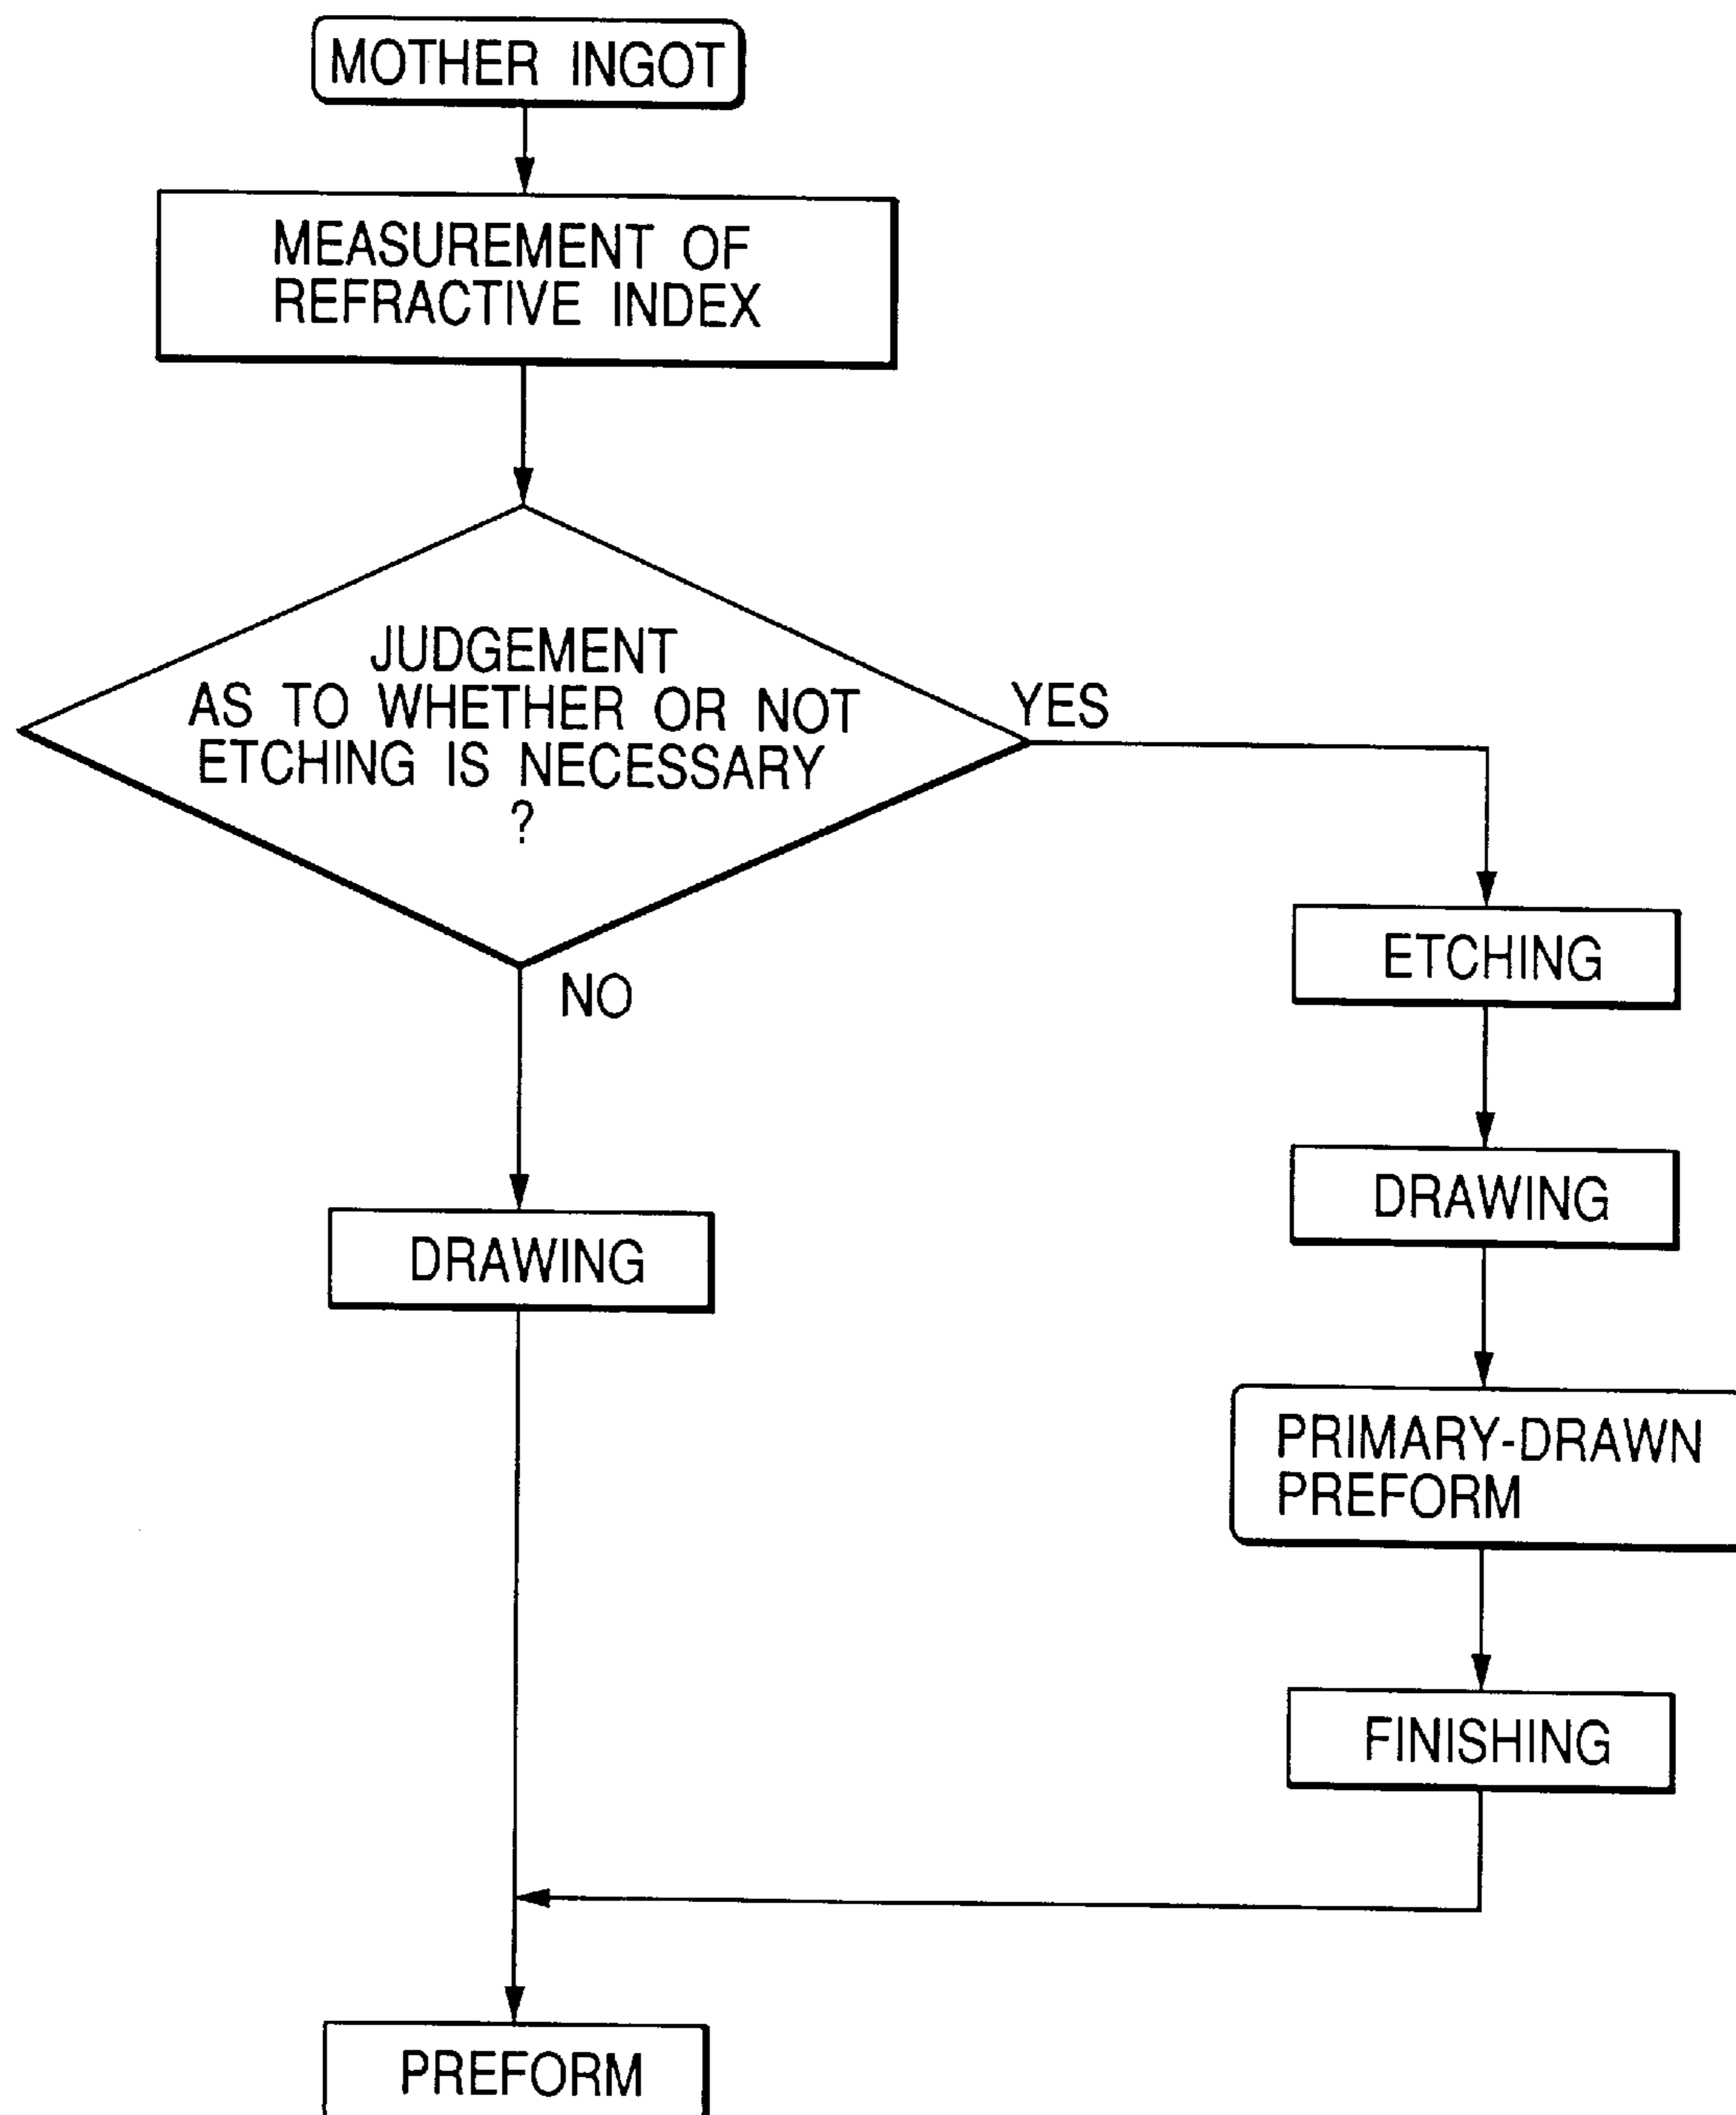 MOTHER INGOT
MEASUREMENT OF
REFRACTIVE INDEX
JUDGEMENT
AS TO WHETHER OR NOT
ETCHING IS NECESSARY
?
YES
NO
ETCHING
DRAWING
DRAWING
PRIMARY-DRAWN
PREFORM
FINISHING
PREFORM